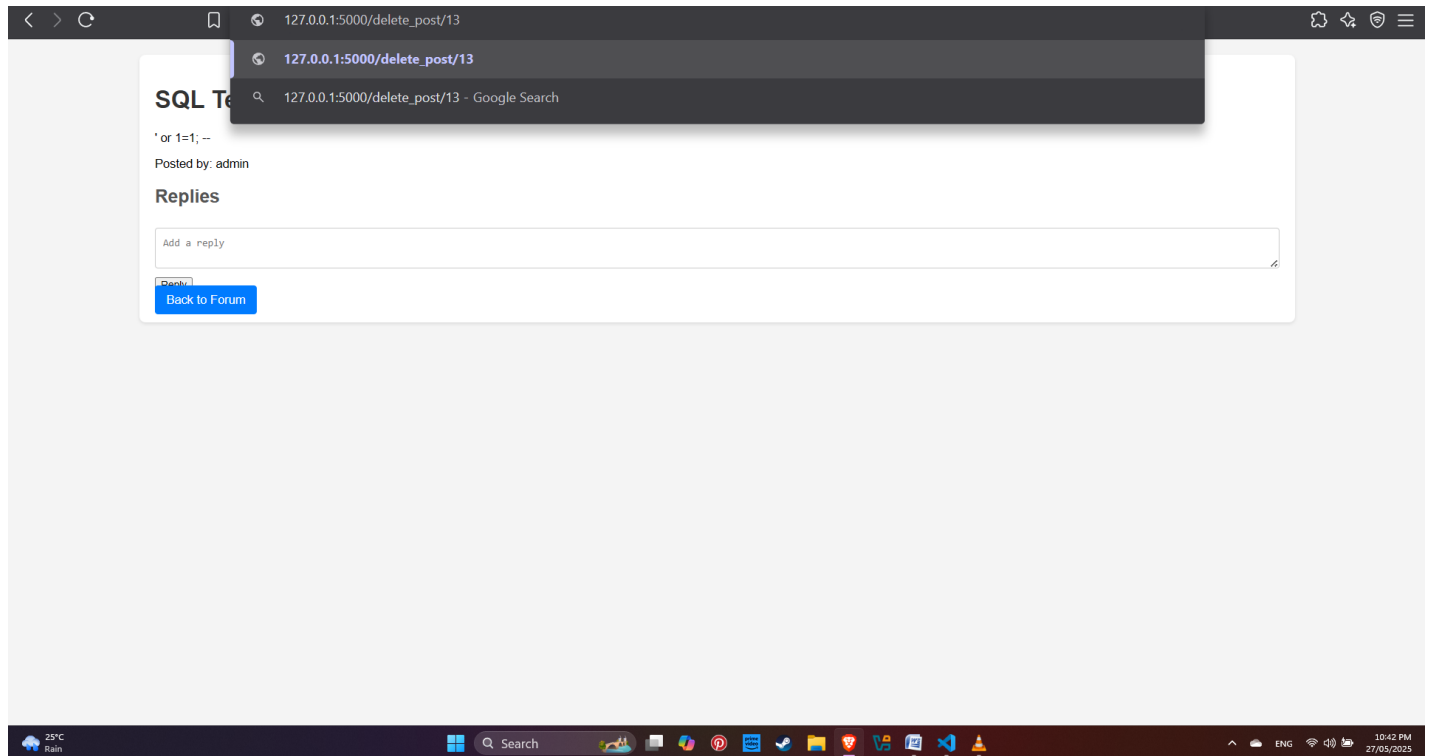 127.0.0.1:5000/delete_post/13
127.0.0.1:5000/delete_post/13
127.0.0.1:5000/delete_post/13 - Google Search
SQL
' or 1=1; --
Posted by: admin
Replies
Add a reply
Reply
Back to Forum
25°C
Rain
Search
ENG
10:42 PM
27/05/2025